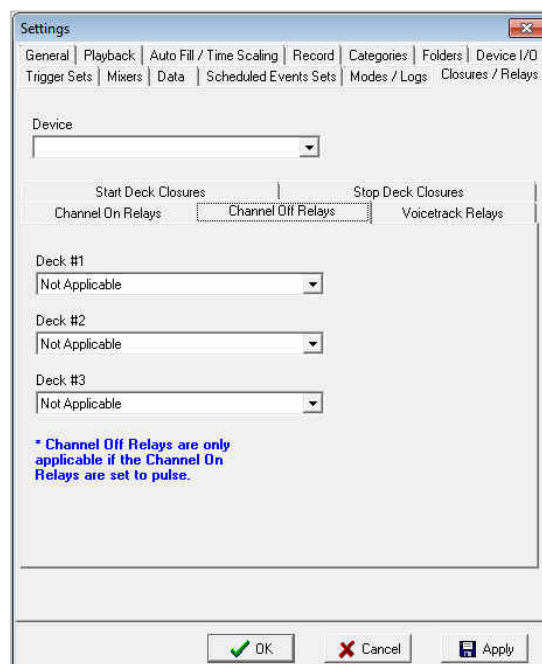 Settings
General Playback Auto Fill / Time Scaling Record Categories Folders Device I/O
Trigger Sets Mixers Data Scheduled Events Sets Modes / Logs Closures / Relays
Device
Start Deck Closures Stop Deck Closures
Channel On Relays Channel Off Relays Voicetrack Relays
Deck #1
Not Applicable
Deck #2
Not Applicable
Deck #3
Not Applicable
* Channel Off Relays are only
applicable if the Channel On
Relays are set to pulse.
OK Cancel Apply